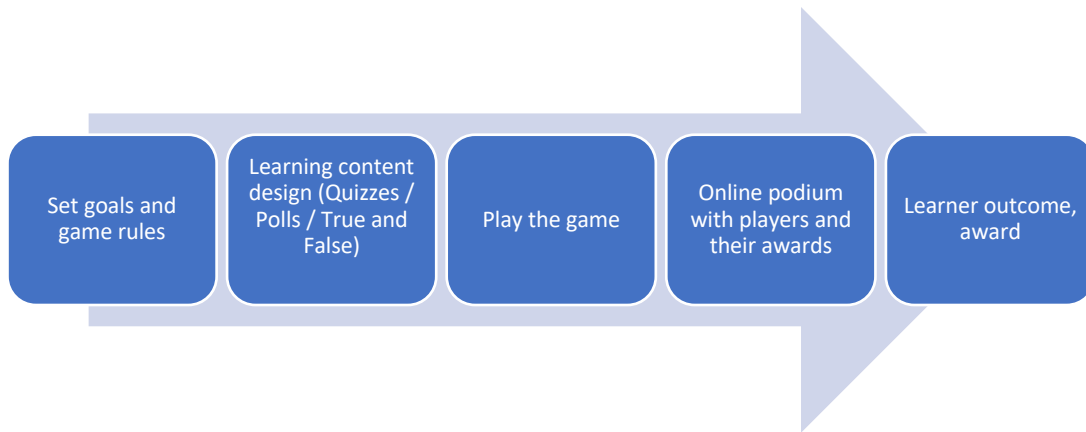 Set goals and
game rules
Learning content
design (Quizzes /
Polls / True and
False)
Play the game
Online podium
with players and
their awards
Learner outcome,
award